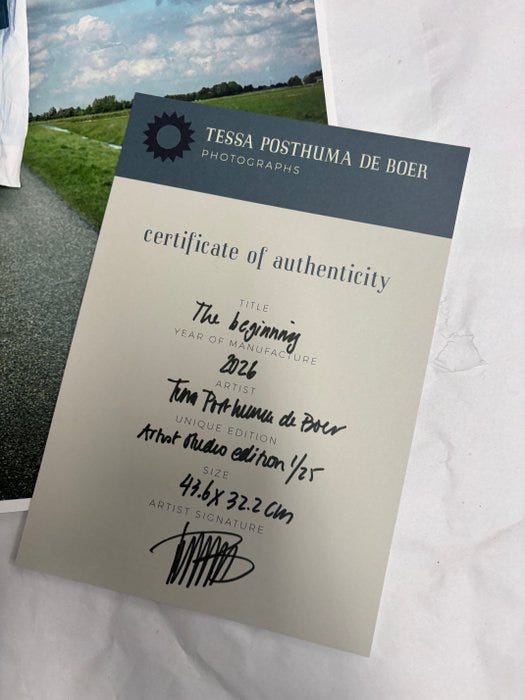 TESSA POSTHUMA DE BOER
PHOTOGRAPHS
certificate of authenticity
TITLE
The beginning
YEAR OF MANUFACTURE
2026
ARTIST
Tessa Posthuma de Boer
UNIQUE EDITION
Artist studio edition 1/25
SIZE
43.6 x 32.2 cm
ARTIST SIGNATURE